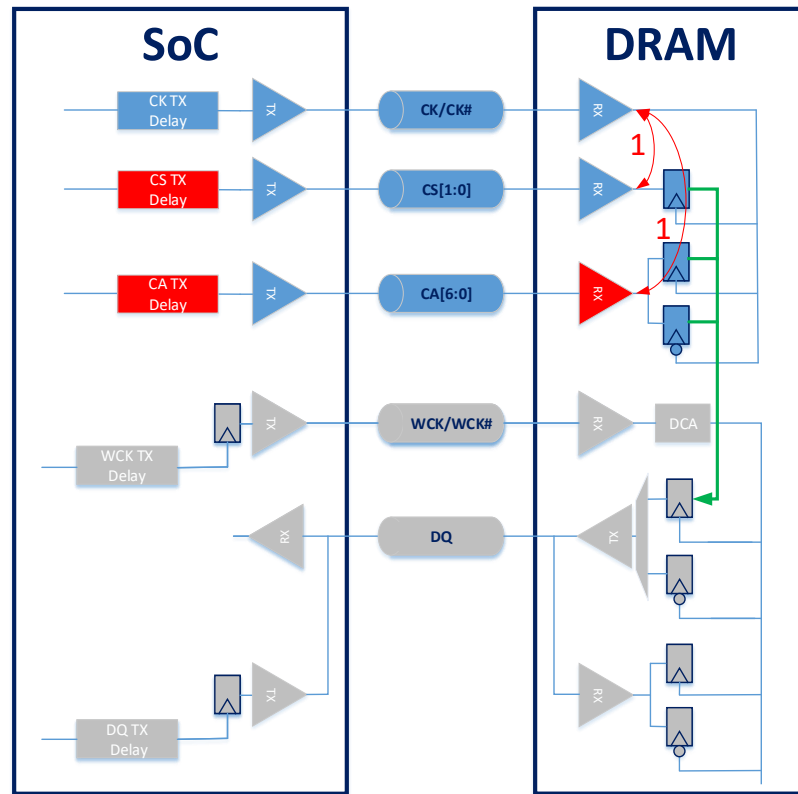 SoC
DRAM
CK TX
Delay
TX
CK/CK#
RX
1
CS TX
Delay
TX
CS[1:0]
RX
1
CA TX
Delay
TX
CA[6:0]
RX
WCK TX
Delay
TX
WCK/WCK#
RX
DCA
RX
DQ
TX
DQ TX
Delay
TX
RX